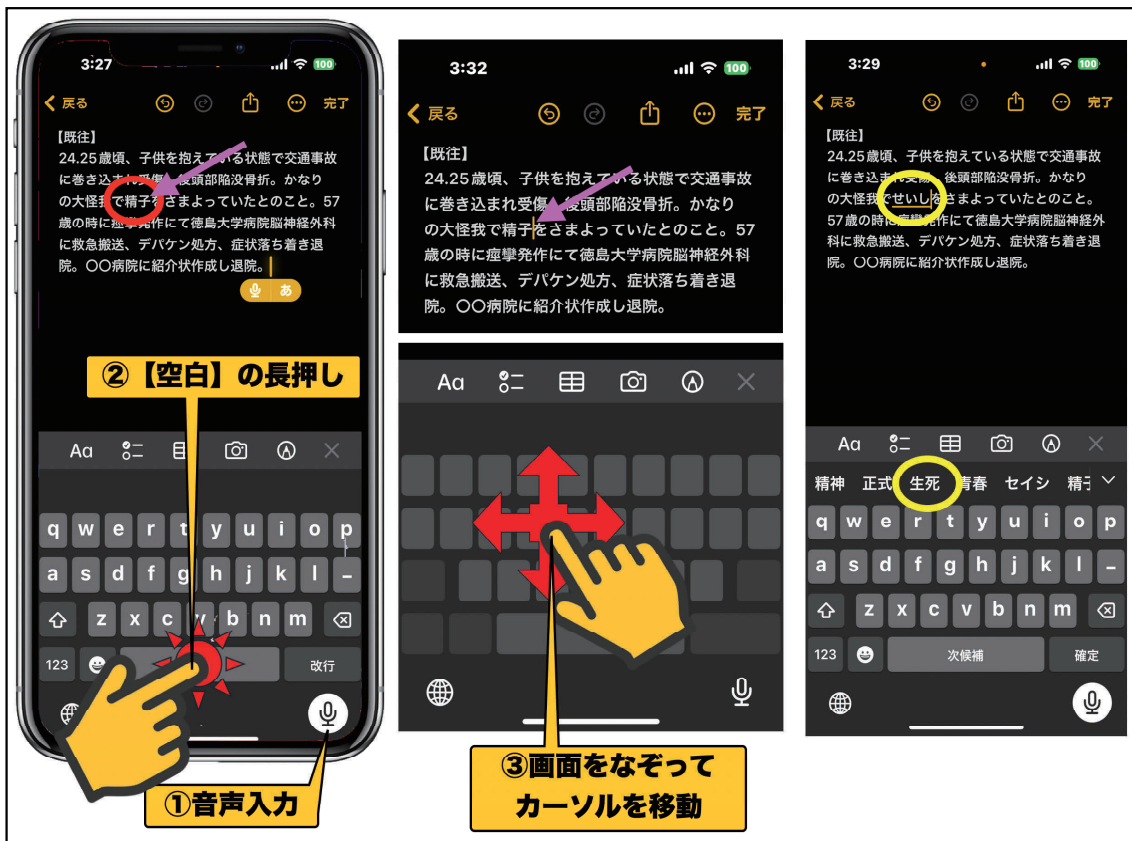 3:27
100
戻る
完了
【既往】
24.25歳頃、子供を抱えている状態で交通事故
に巻き込まれ受傷、後頭部陥没骨折。かなり
の大怪我で精子をさまよっていたとのこと。57
歳の時に痙攣発作にて徳島大学病院脳神経外科
に救急搬送、デパケン処方、症状落ち着き退
院。〇〇病院に紹介状作成し退院。
あ
②【空白】の長押し
Aa
q w e r t y u i o p
a s d f g h j k l -
z x c v b n m
123
改行
①音声入力
3:32
100
戻る
完了
【既往】
24.25歳頃、子供を抱えている状態で交通事故
に巻き込まれ受傷、後頭部陥没骨折。かなり
の大怪我で精子をさまよっていたとのこと。57
歳の時に痙攣発作にて徳島大学病院脳神経外科
に救急搬送、デパケン処方、症状落ち着き退
院。〇〇病院に紹介状作成し退院。
Aa
③画面をなぞって
カーソルを移動
3:29
100
戻る
完了
【既往】
24.25歳頃、子供を抱えている状態で交通事故
に巻き込まれ受傷、後頭部陥没骨折。かなり
の大怪我でせいしをさまよっていたとのこと。
57歳の時に痙攣発作にて徳島大学病院脳神経外
科に救急搬送、デパケン処方、症状落ち着き退
院。〇〇病院に紹介状作成し退院。
Aa
精神 正式 生死 青春 セイシ 精子
q w e r t y u i o p
a s d f g h j k l -
z x c v b n m
123
次候補
確定